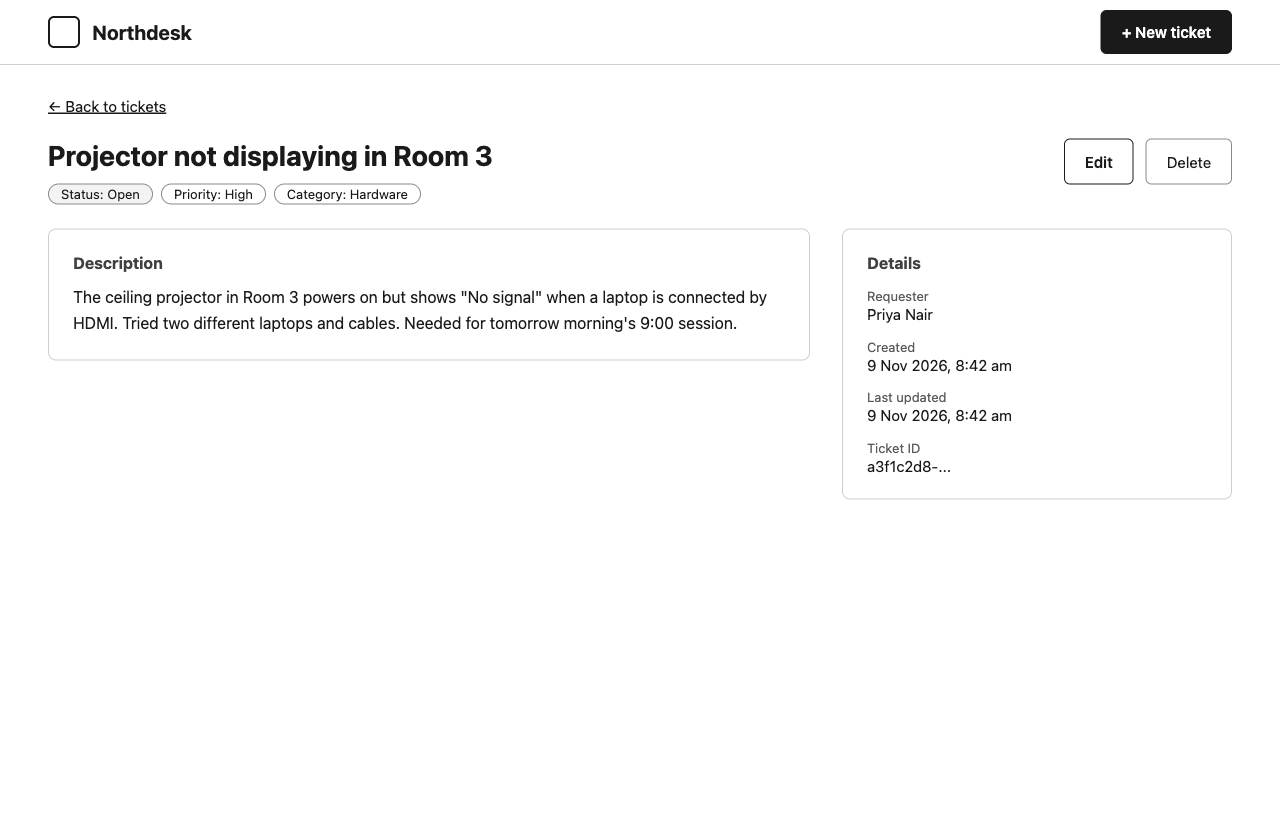 Northdesk
+ New ticket
← Back to tickets
Projector not displaying in Room 3
Edit
Delete
Status: Open
Priority: High
Category: Hardware
Description
The ceiling projector in Room 3 powers on but shows "No signal" when a laptop is connected by
HDMI. Tried two different laptops and cables. Needed for tomorrow morning's 9:00 session.
Details
Requester
Priya Nair
Created
9 Nov 2026, 8:42 am
Last updated
9 Nov 2026, 8:42 am
Ticket ID
a3f1c2d8-...